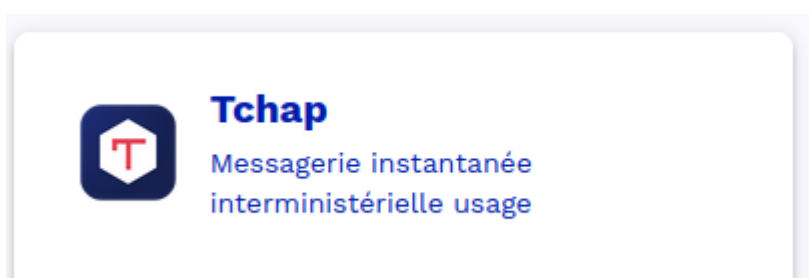 T
Tchap
Messagerie instantanée
interministérielle usage